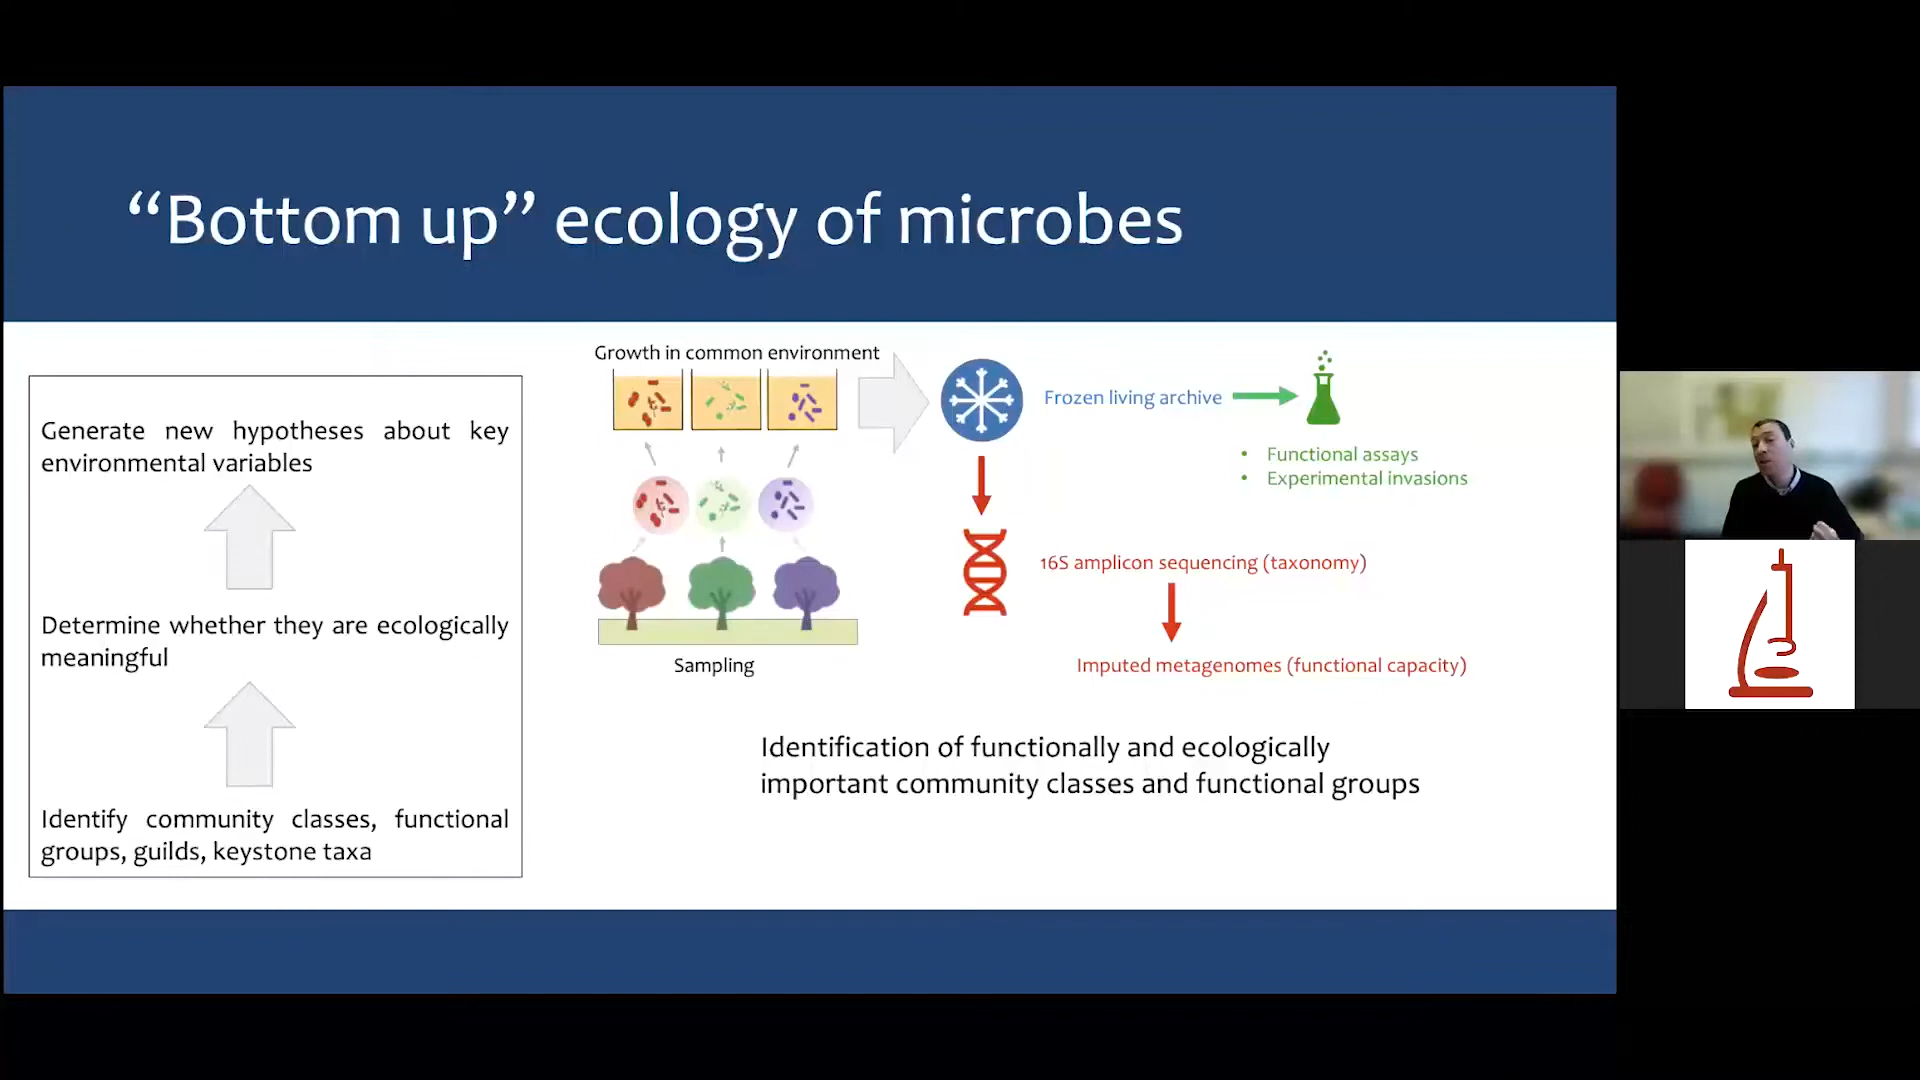 “Bottom up” ecology of microbes
Generate new hypotheses about key
environmental variables
Determine whether they are ecologically
meaningful
Identify community classes, functional
groups, guilds, keystone taxa
Growth in common environment
Sampling
Frozen living archive
• Functional assays
• Experimental invasions
16S amplicon sequencing (taxonomy)
Imputed metagenomes (functional capacity)
Identification of functionally and ecologically
important community classes and functional groups